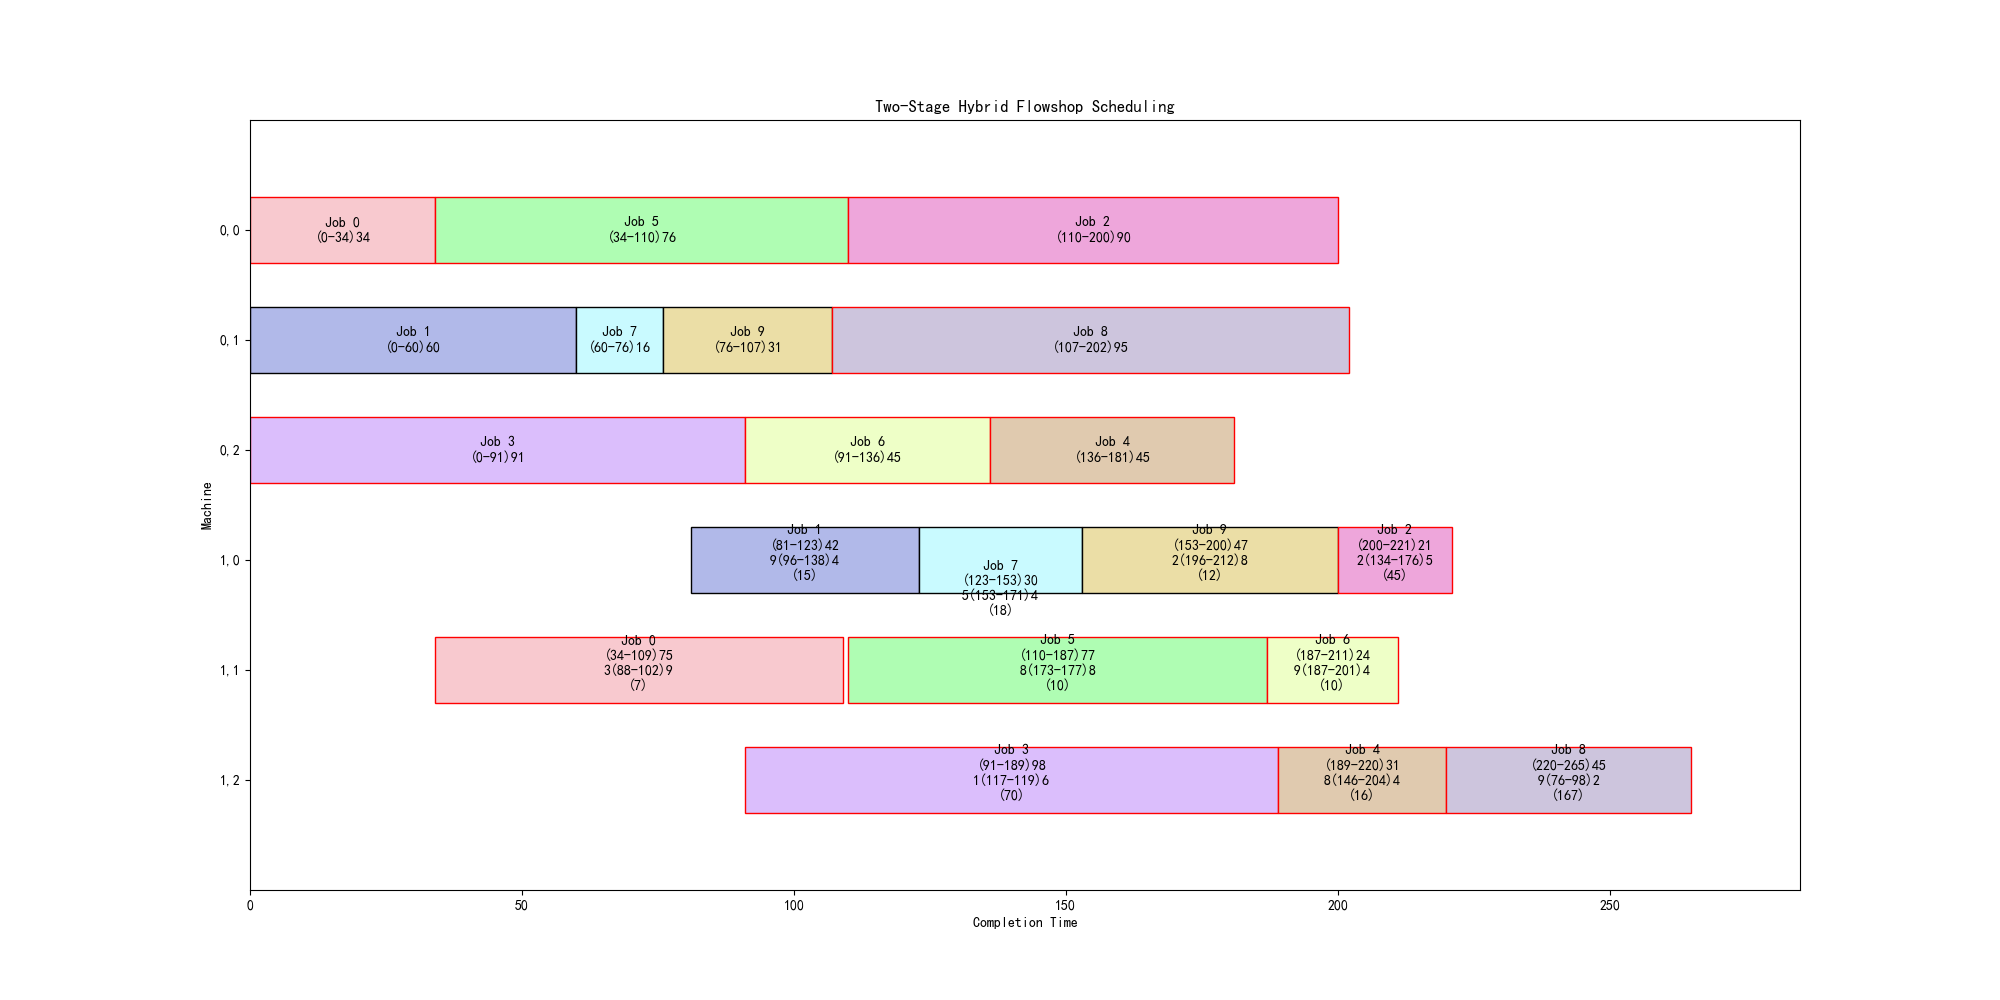 Two-Stage Hybrid Flowshop Scheduling
0,0
Job 0
(0-34)34
Job 5
(34-110)76
Job 2
(110-200)90
0,1
Job 1
(0-60)60
Job 7
(60-76)16
Job 9
(76-107)31
Job 8
(107-202)95
0,2
Job 3
(0-91)91
Job 6
(91-136)45
Job 4
(136-181)45
Machine
1,0
Job 1
(81-123)42
9(96-138)4
(15)
Job 7
(123-153)30
5(153-171)4
(18)
Job 9
(153-200)47
2(196-212)8
(12)
Job 2
(200-221)21
2(134-176)5
(45)
1,1
Job 0
(34-109)75
3(88-102)9
(7)
Job 5
(110-187)77
8(173-177)8
(10)
Job 6
(187-211)24
9(187-201)4
(10)
1,2
Job 3
(91-189)98
1(117-119)6
(70)
Job 4
(189-220)31
8(146-204)4
(16)
Job 8
(220-265)45
9(76-98)2
(167)
0
50
100
150
200
250
Completion Time